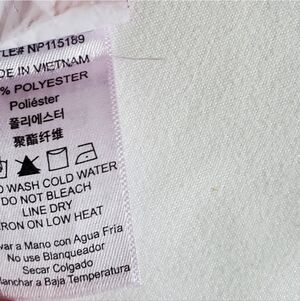 LE# NP115189
DE IN VIETNAM
% POLYESTER
Poliéster
폴리에스터
聚酯纤维
D WASH COLD WATER
DO NOT BLEACH
LINE DRY
RON ON LOW HEAT
var a Mano con Agua Fría
No use Blanqueador
Secar Colgado
lanchar a Baja Temperatura